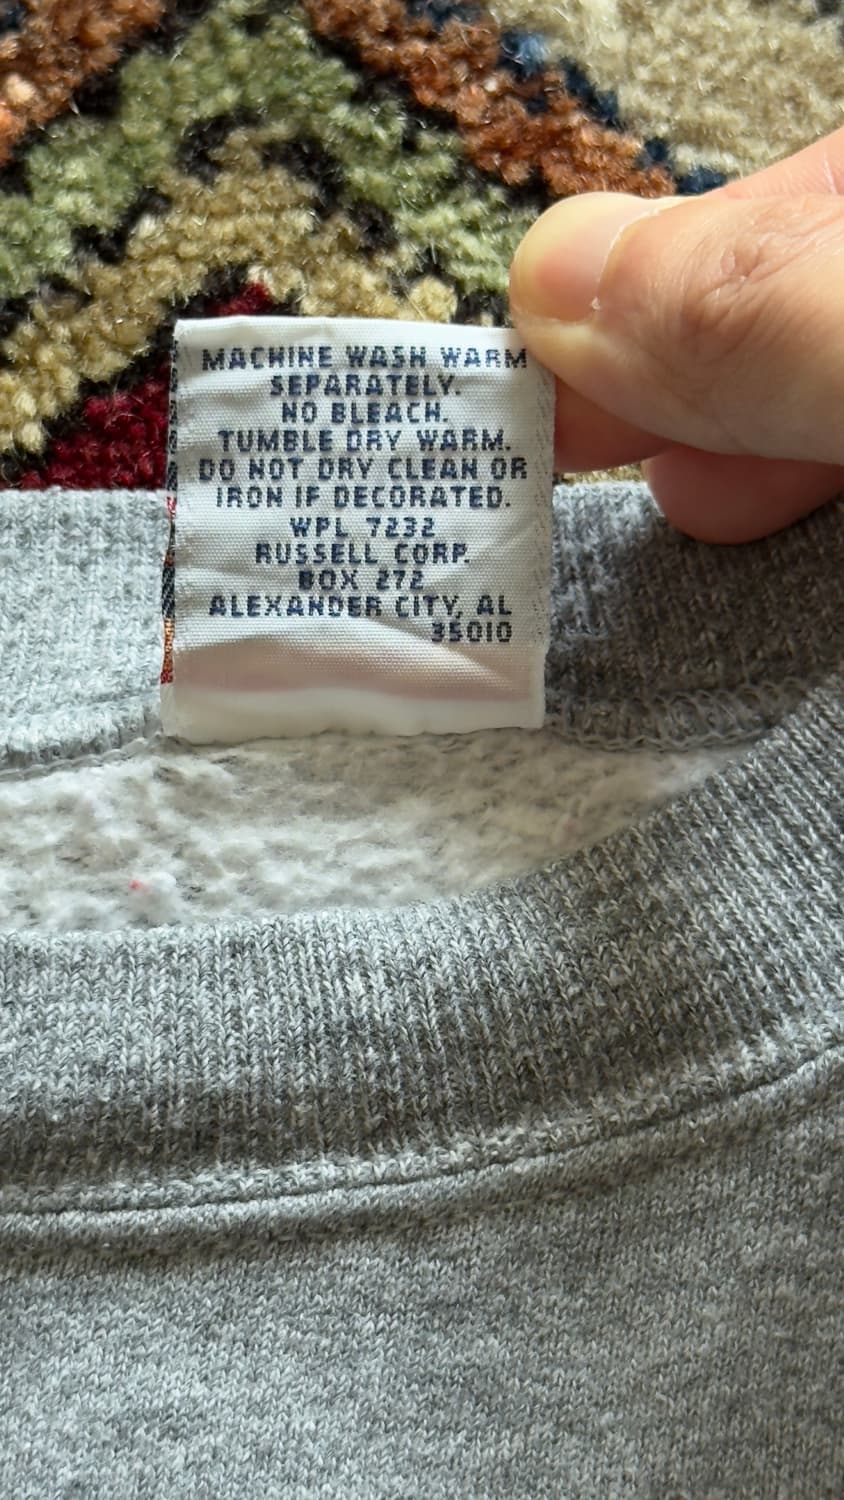 MACHINE WASH WARM
SEPARATELY.
NO BLEACH.
TUMBLE DRY WARM.
DO NOT DRY CLEAN OR
IRON IF DECORATED.
WPL 7232
RUSSELL CORP.
BOX 272
ALEXANDER CITY, AL
35010